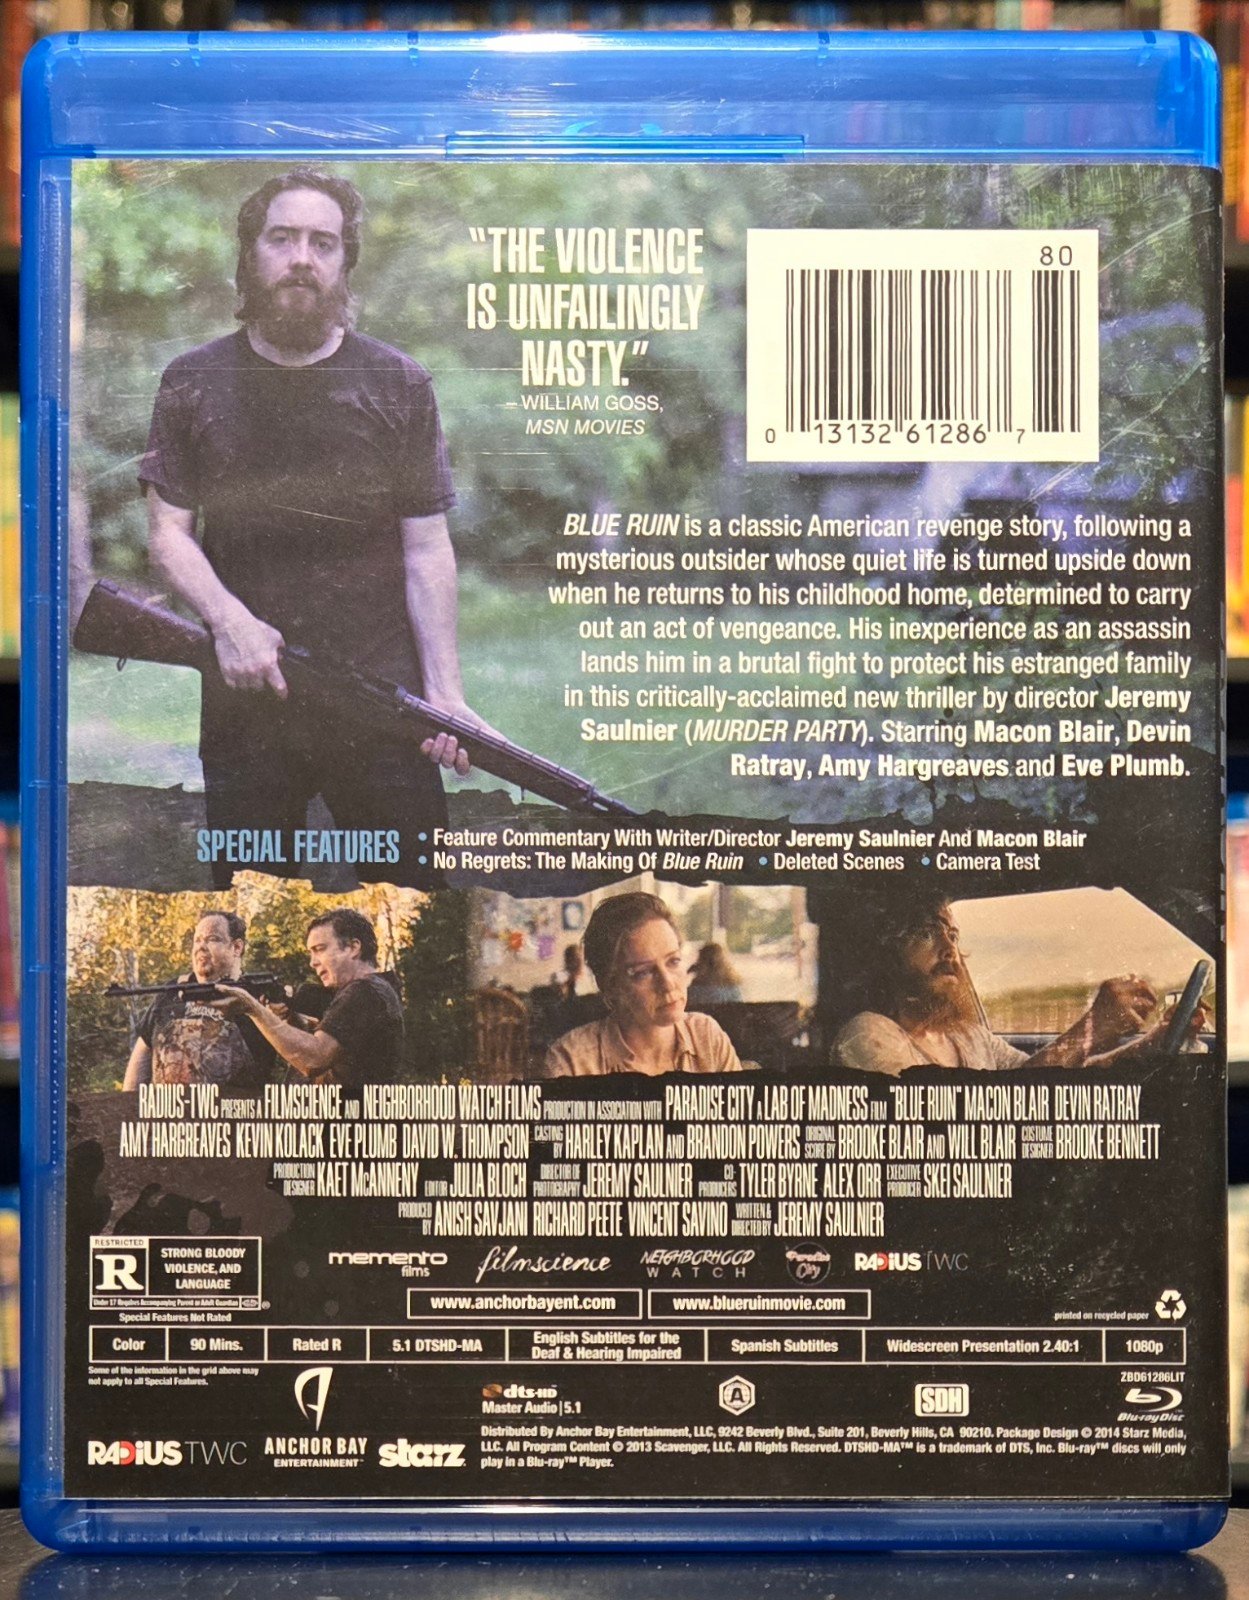 "THE VIOLENCE
IS UNFAILINGLY
NASTY."
– WILLIAM GOSS,
MSN MOVIES
80
0 13132 61286 7
BLUE RUIN is a classic American revenge story, following a
mysterious outsider whose quiet life is turned upside down
when he returns to his childhood home, determined to carry
out an act of vengeance. His inexperience as an assassin
lands him in a brutal fight to protect his estranged family
in this critically-acclaimed new thriller by director Jeremy
Saulnier (MURDER PARTY). Starring Macon Blair, Devin
Ratray, Amy Hargreaves and Eve Plumb.
SPECIAL FEATURES
• Feature Commentary With Writer/Director Jeremy Saulnier And Macon Blair
• No Regrets: The Making Of Blue Ruin • Deleted Scenes • Camera Test
RADIUS-TWC PRESENTS A FILMSCIENCE AND NEIGHBORHOOD WATCH FILMS PRODUCTION IN ASSOCIATION WITH PARADISE CITY A LAB OF MADNESS FILM "BLUE RUIN" MACON BLAIR DEVIN RATRAY
AMY HARGREAVES KEVIN KOLACK EVE PLUMB DAVID W. THOMPSON CASTING BY HARLEY KAPLAN AND BRANDON POWERS ORIGINAL SCORE BY BROOKE BLAIR AND WILL BLAIR COSTUME DESIGNER BROOKE BENNETT
PRODUCTION DESIGNER KAET McANNENY EDITOR JULIA BLOCH DIRECTOR OF PHOTOGRAPHY JEREMY SAULNIER CO-PRODUCERS TYLER BYRNE ALEX ORR EXECUTIVE PRODUCER SKEI SAULNIER
PRODUCED BY ANISH SAVJANI RICHARD PEETE VINCENT SAVINO WRITTEN & DIRECTED BY JEREMY SAULNIER
RESTRICTED
R
STRONG BLOODY
VIOLENCE, AND
LANGUAGE
Under 17 Requires Accompanying Parent or Adult Guardian
Special Features Not Rated
memento
films
filmscience
NEIGHBORHOOD
WATCH
Paradise
City
RADiUS TWC
www.anchorbayent.com
www.blueruinmovie.com
printed on recycled paper
Color
90 Mins.
Rated R
5.1 DTSHD-MA
English Subtitles for the
Deaf & Hearing Impaired
Spanish Subtitles
Widescreen Presentation 2.40:1
1080p
Some of the information in the grid above may
not apply to all Special Features.
ZBD61286LIT
dts-HD
Master Audio | 5.1
A
SDH
Blu-ray Disc
RADiUS TWC
ANCHOR BAY
ENTERTAINMENT™
starz
Distributed By Anchor Bay Entertainment, LLC, 9242 Beverly Blvd., Suite 201, Beverly Hills, CA 90210. Package Design © 2014 Starz Media,
LLC. All Program Content © 2013 Scavenger, LLC. All Rights Reserved. DTSHD-MA™ is a trademark of DTS, Inc. Blu-ray™ discs will only
play in a Blu-ray™ Player.